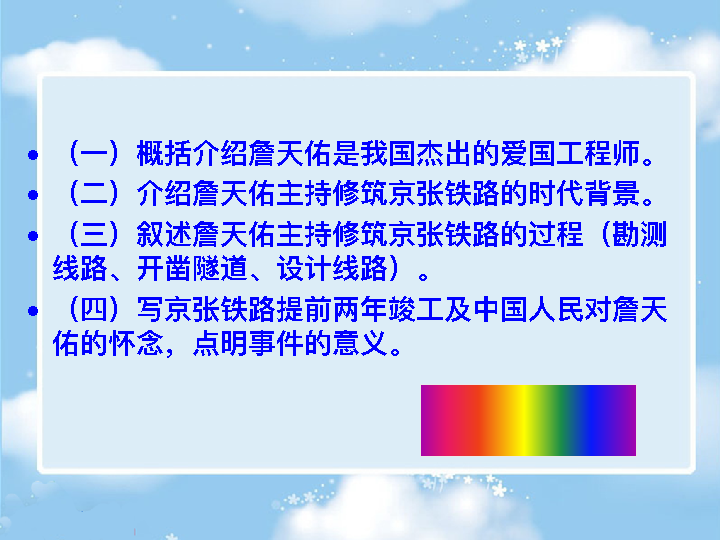 • （一）概括介绍詹天佑是我国杰出的爱国工程师。
• （二）介绍詹天佑主持修筑京张铁路的时代背景。
• （三）叙述詹天佑主持修筑京张铁路的过程（勘测
线路、开凿隧道、设计线路）。
• （四）写京张铁路提前两年竣工及中国人民对詹天
佑的怀念，点明事件的意义。